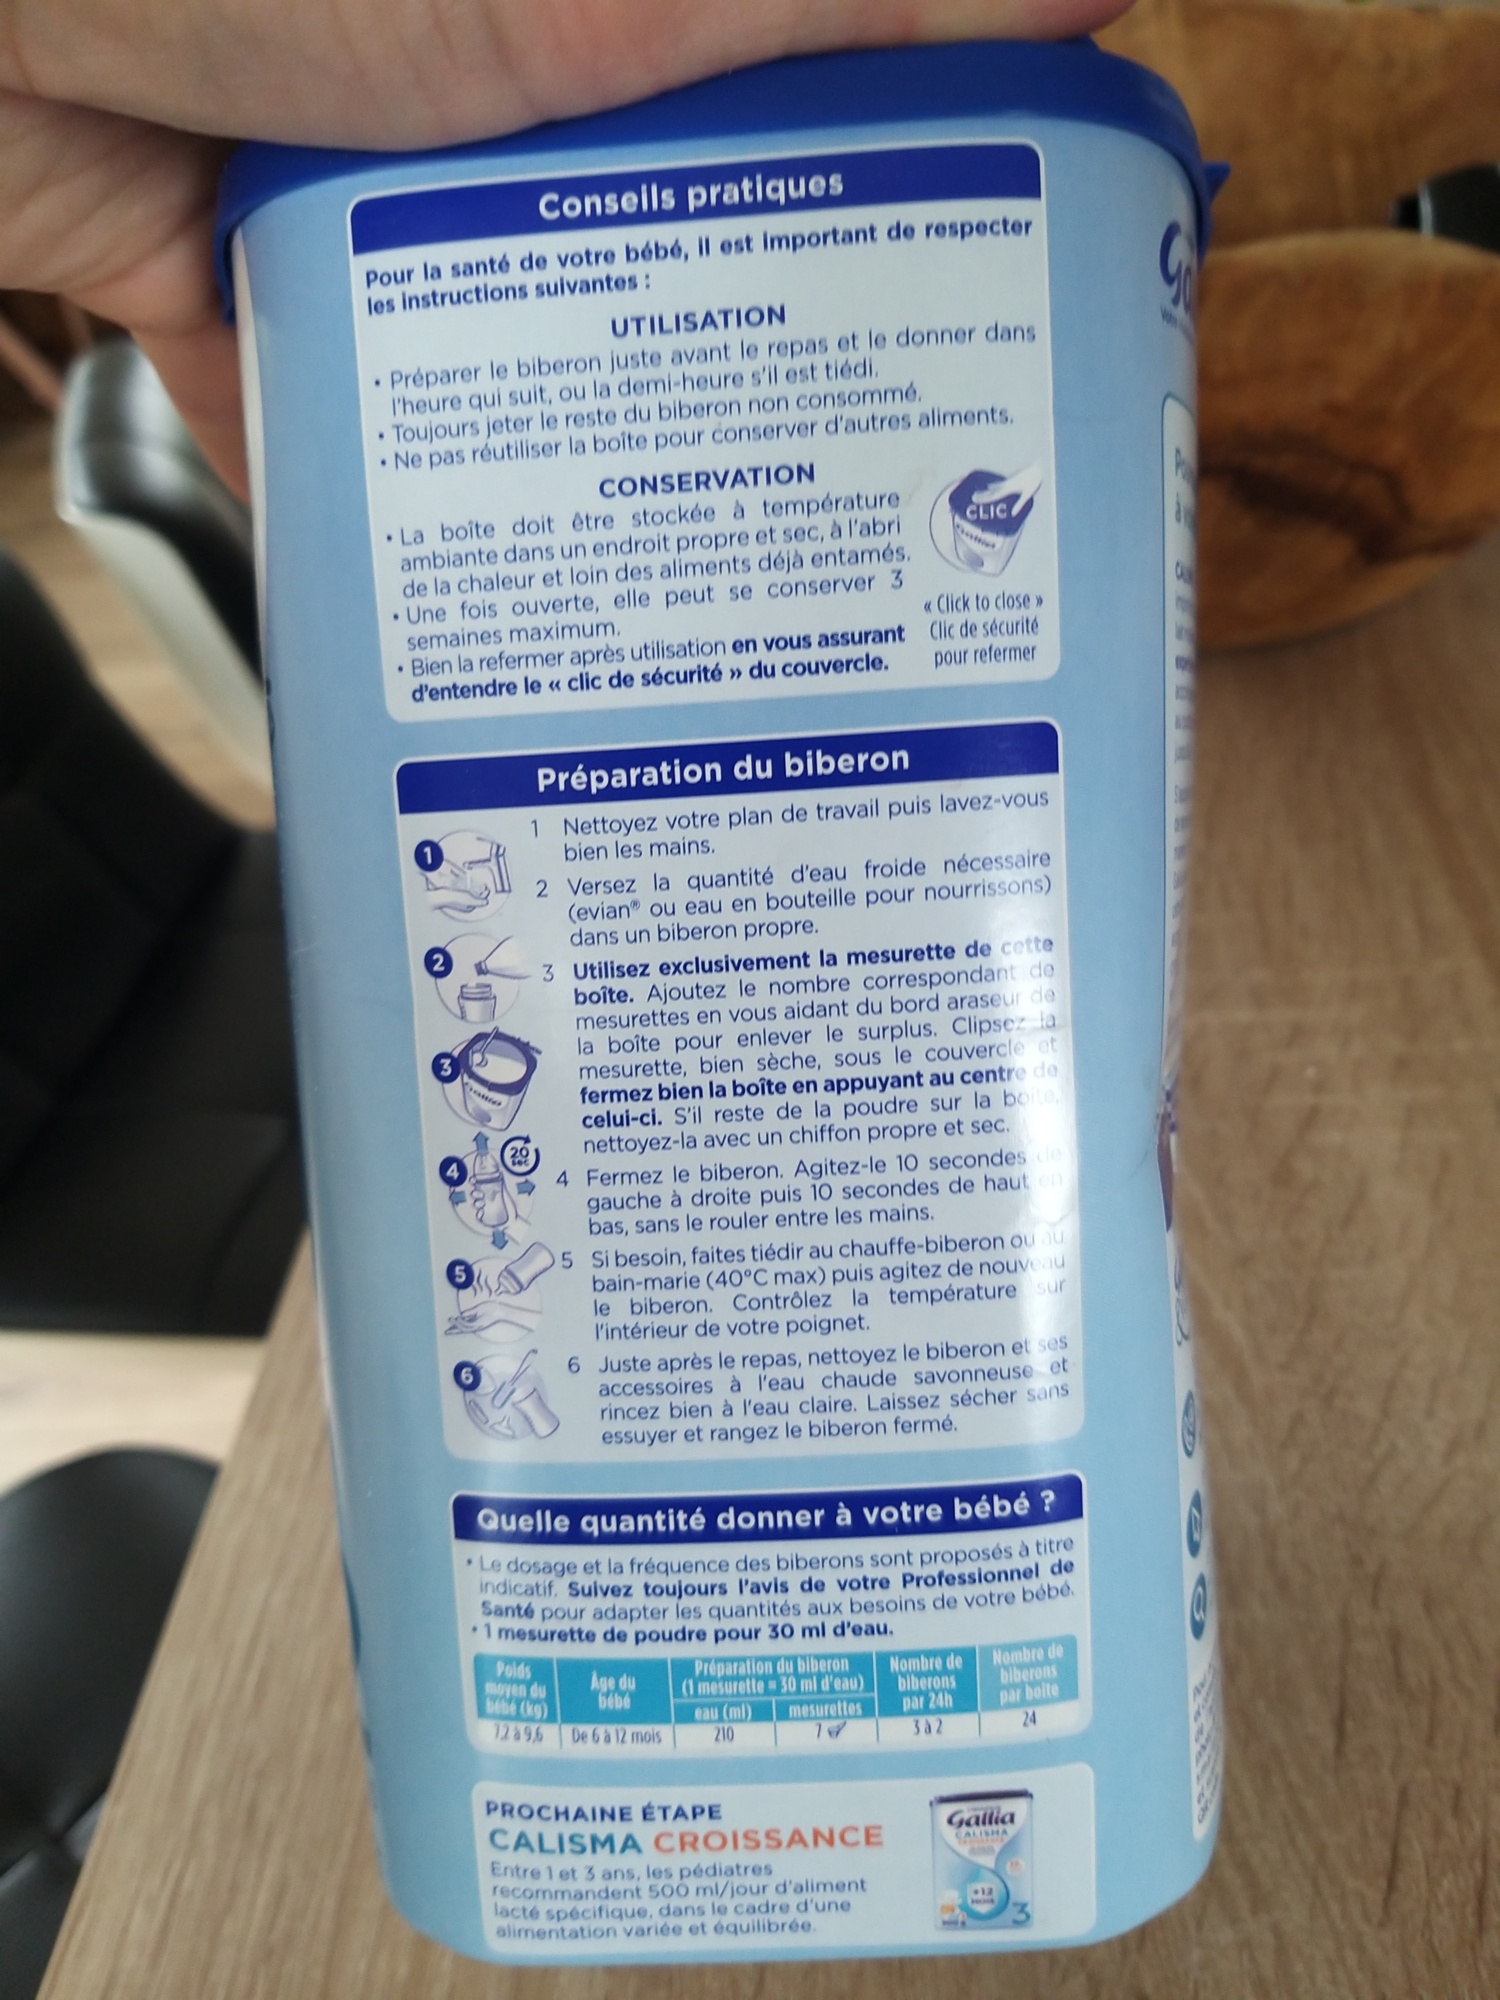 Conseils pratiques
Pour la santé de votre bébé, il est important de respecter
les instructions suivantes :
UTILISATION
• Préparer le biberon juste avant le repas et le donner dans
l'heure qui suit, ou la demi-heure s'il est tiédi.
• Toujours jeter le reste du biberon non consommé.
• Ne pas réutiliser la boîte pour conserver d'autres aliments.
CONSERVATION
• La boîte doit être stockée à température
ambiante dans un endroit propre et sec, à l'abri
de la chaleur et loin des aliments déjà entamés.
• Une fois ouverte, elle peut se conserver 3
semaines maximum.
• Bien la refermer après utilisation en vous assurant
d'entendre le « clic de sécurité » du couvercle.
CLIC
« Click to close »
Clic de sécurité
pour refermer
Préparation du biberon
1 Nettoyez votre plan de travail puis lavez-vous
bien les mains.
2 Versez la quantité d'eau froide nécessaire
(evian® ou eau en bouteille pour nourrissons)
dans un biberon propre.
3 Utilisez exclusivement la mesurette de cette
boîte. Ajoutez le nombre correspondant de
mesurettes en vous aidant du bord araseur de
la boîte pour enlever le surplus. Clipsez la
mesurette, bien sèche, sous le couvercle et
fermez bien la boîte en appuyant au centre de
celui-ci. S'il reste de la poudre sur la boîte,
nettoyez-la avec un chiffon propre et sec.
4 Fermez le biberon. Agitez-le 10 secondes de
gauche à droite puis 10 secondes de haut en
bas, sans le rouler entre les mains.
5 Si besoin, faites tiédir au chauffe-biberon ou au
bain-marie (40°C max) puis agitez de nouveau
le biberon. Contrôlez la température sur
l'intérieur de votre poignet.
6 Juste après le repas, nettoyez le biberon et ses
accessoires à l'eau chaude savonneuse et
rincez bien à l'eau claire. Laissez sécher sans
essuyer et rangez le biberon fermé.
1
2
3
4
20
sec
5
6
Quelle quantité donner à votre bébé ?
• Le dosage et la fréquence des biberons sont proposés à titre
indicatif. Suivez toujours l'avis de votre Professionnel de
Santé pour adapter les quantités aux besoins de votre bébé.
• 1 mesurette de poudre pour 30 ml d'eau.
Poids
moyen du
bébé (kg)
Âge du
bébé
Préparation du biberon
(1 mesurette = 30 ml d'eau)
eau (ml) mesurettes
Nombre de
biberons
par 24h
Nombre de
biberons
par boîte
7,2 à 9,6 De 6 à 12 mois 210 7 3 à 2 24
PROCHAINE ÉTAPE
CALISMA CROISSANCE
Entre 1 et 3 ans, les pédiatres
recommandent 500 ml/jour d'aliment
lacté spécifique, dans le cadre d'une
alimentation variée et équilibrée.
Gallia
CALISMA
+12
MOIS
3